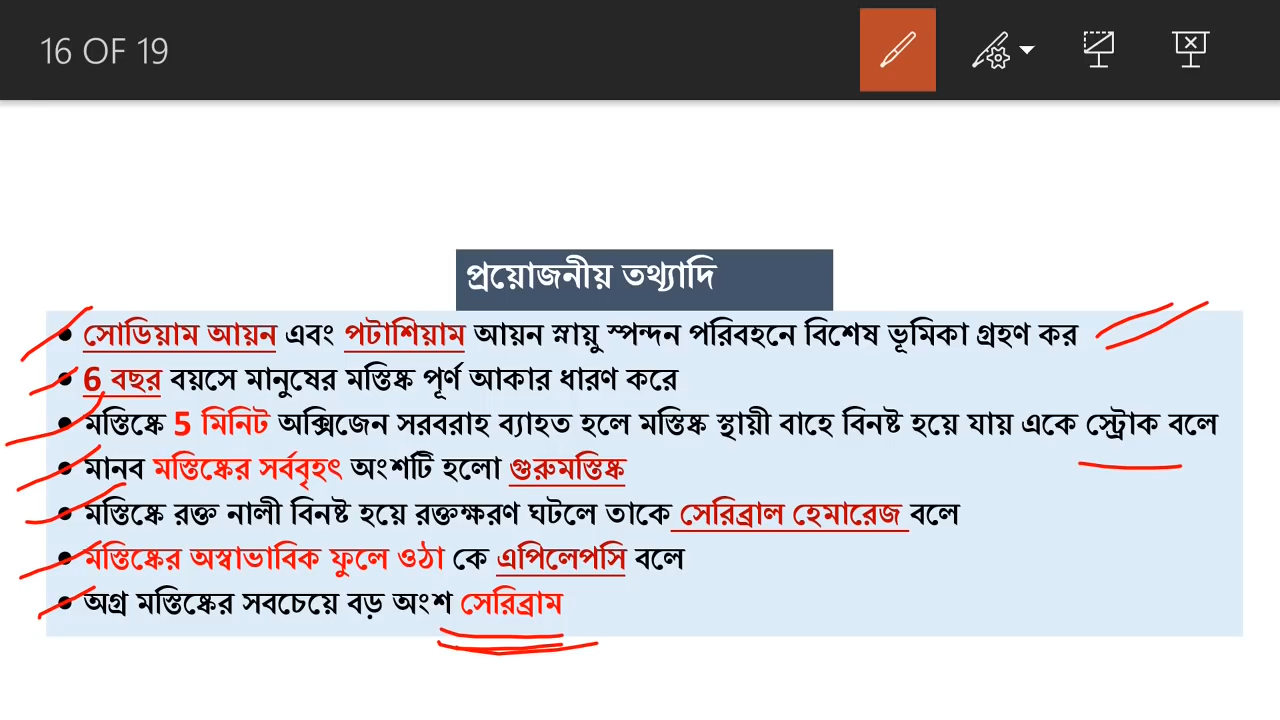 16 OF 19
প্রয়োজনীয় তথ্যাদি
• সোডিয়াম আয়ন এবং পটাশিয়াম আয়ন স্নায়ু স্পন্দন পরিবহনে বিশেষ ভূমিকা গ্রহণ কর
• 6 বছর বয়সে মানুষের মস্তিষ্ক পূর্ণ আকার ধারণ করে
• মস্তিষ্কে 5 মিনিট অক্সিজেন সরবরাহ ব্যাহত হলে মস্তিষ্ক স্থায়ী বাহে বিনষ্ট হয়ে যায় একে স্ট্রোক বলে
• মানব মস্তিষ্কের সর্ববৃহৎ অংশটি হলো গুরুমস্তিষ্ক
• মস্তিষ্কে রক্ত নালী বিনষ্ট হয়ে রক্তক্ষরণ ঘটলে তাকে সেরিব্রাল হেমারেজ বলে
• মস্তিষ্কের অস্বাভাবিক ফুলে ওঠা কে এপিলেপসি বলে
• অগ্র মস্তিষ্কের সবচেয়ে বড় অংশ সেরিব্রাম